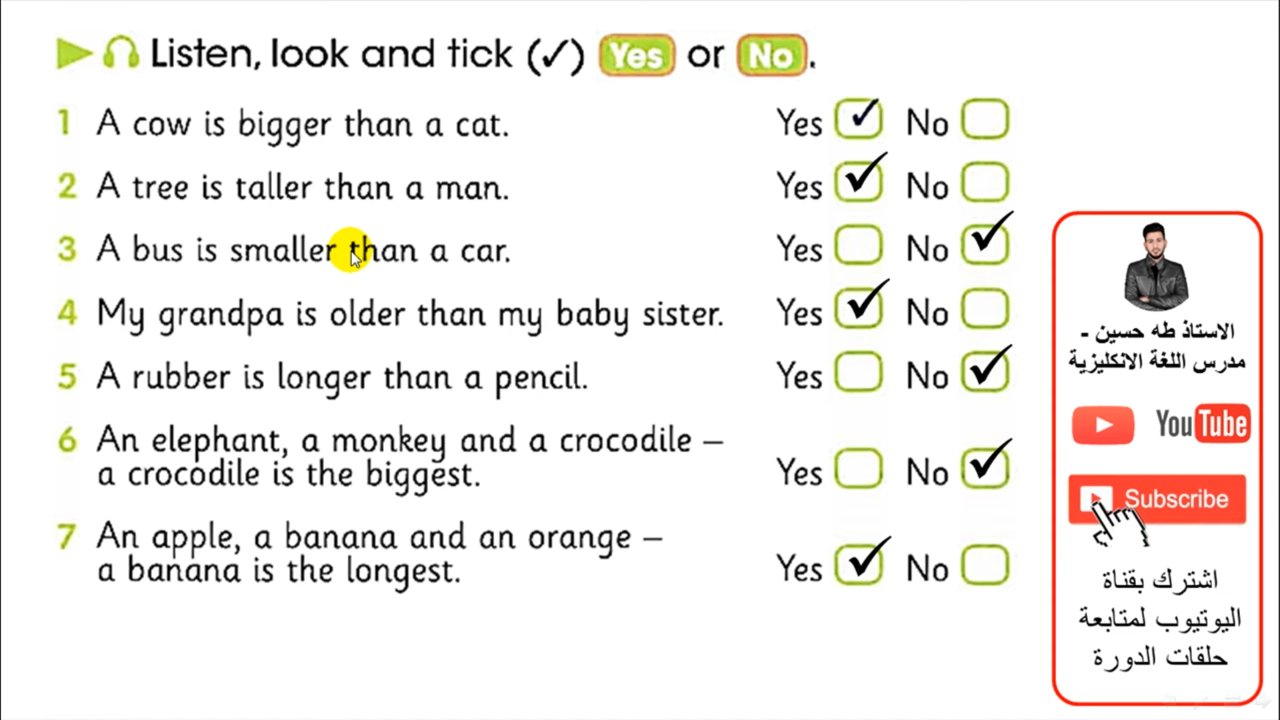 Listen, look and tick (✓) Yes or No.
1 A cow is bigger than a cat. Yes ✓ No
2 A tree is taller than a man. Yes ✓ No
3 A bus is smaller than a car. Yes No ✓
4 My grandpa is older than my baby sister. Yes ✓ No
5 A rubber is longer than a pencil. Yes No ✓
6 An elephant, a monkey and a crocodile –
a crocodile is the biggest. Yes No ✓
7 An apple, a banana and an orange –
a banana is the longest. Yes ✓ No
الاستاذ طه حسين -
مدرس اللغة الانكليزية
YouTube
Subscribe
اشترك بقناة
اليوتيوب لمتابعة
حلقات الدورة